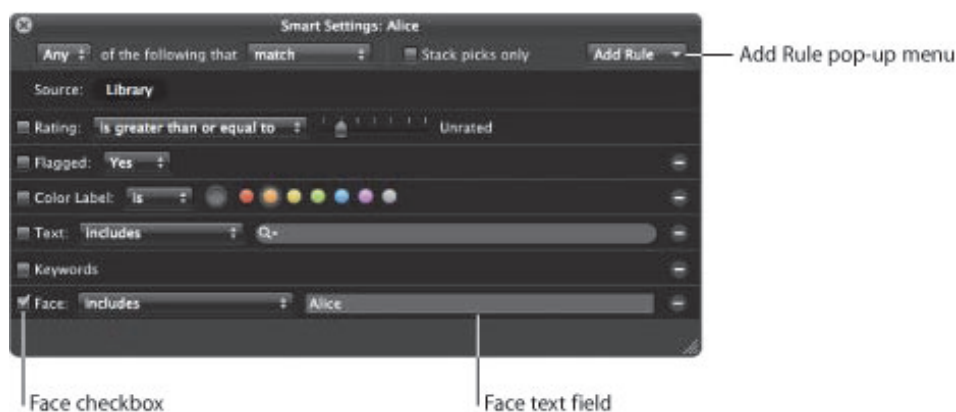 Smart Settings: Alice
Any of the following that match Stack picks only Add Rule
Add Rule pop-up menu
Source: Library
Rating: is greater than or equal to Unrated
Flagged: Yes
Color Label: is
Text: includes
Keywords
Face: includes Alice
Face checkbox
Face text field